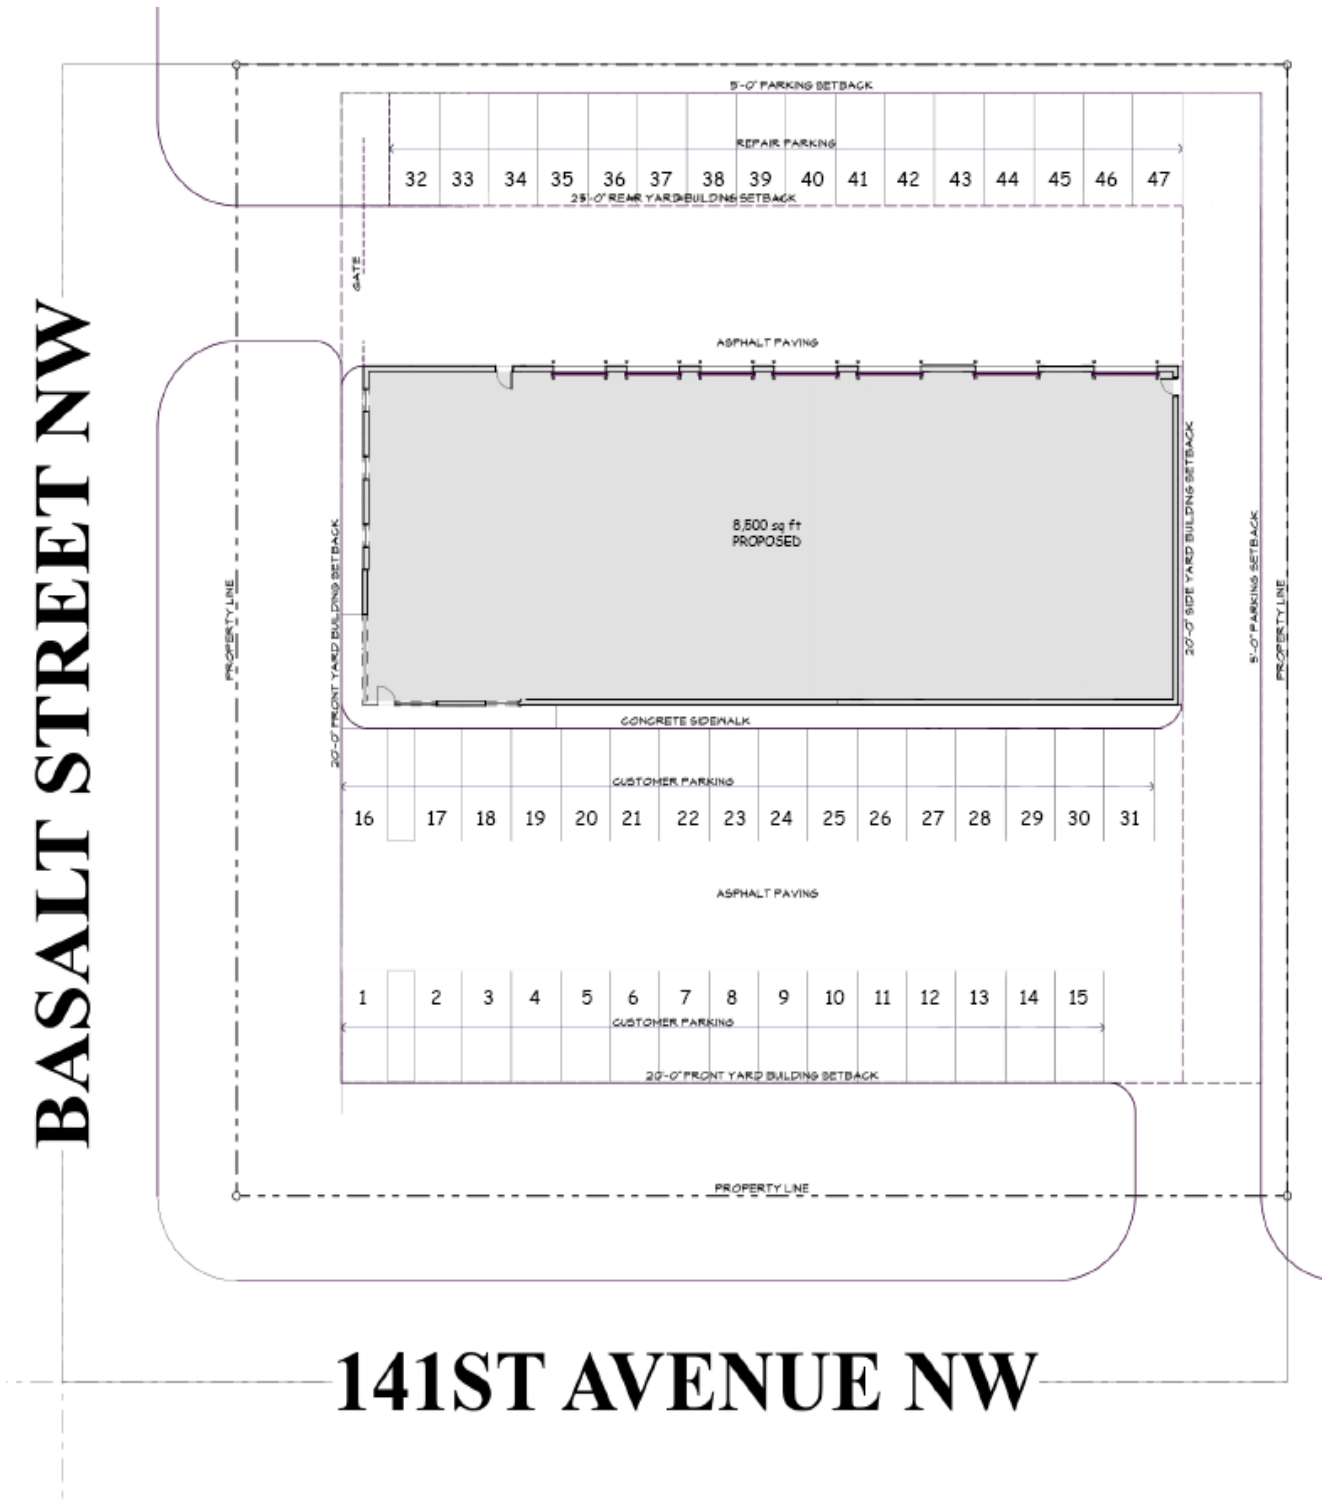 5'-0" PARKING SETBACK
REPAIR PARKING
32 33 34 35 36 37 38 39 40 41 42 43 44 45 46 47
25'-0" REAR YARD BUILDING SETBACK
GATE
ASPHALT PAVING
BASALT STREET NW
PROPERTY LINE
20'-0" FRONT YARD BUILDING SETBACK
8,500 sq ft
PROPOSED
20'-0" SIDE YARD BUILDING SETBACK
5'-0" PARKING SETBACK
PROPERTY LINE
CONCRETE SIDEWALK
CUSTOMER PARKING
16 17 18 19 20 21 22 23 24 25 26 27 28 29 30 31
ASPHALT PAVING
1 2 3 4 5 6 7 8 9 10 11 12 13 14 15
CUSTOMER PARKING
20'-0" FRONT YARD BUILDING SETBACK
PROPERTY LINE
141ST AVENUE NW